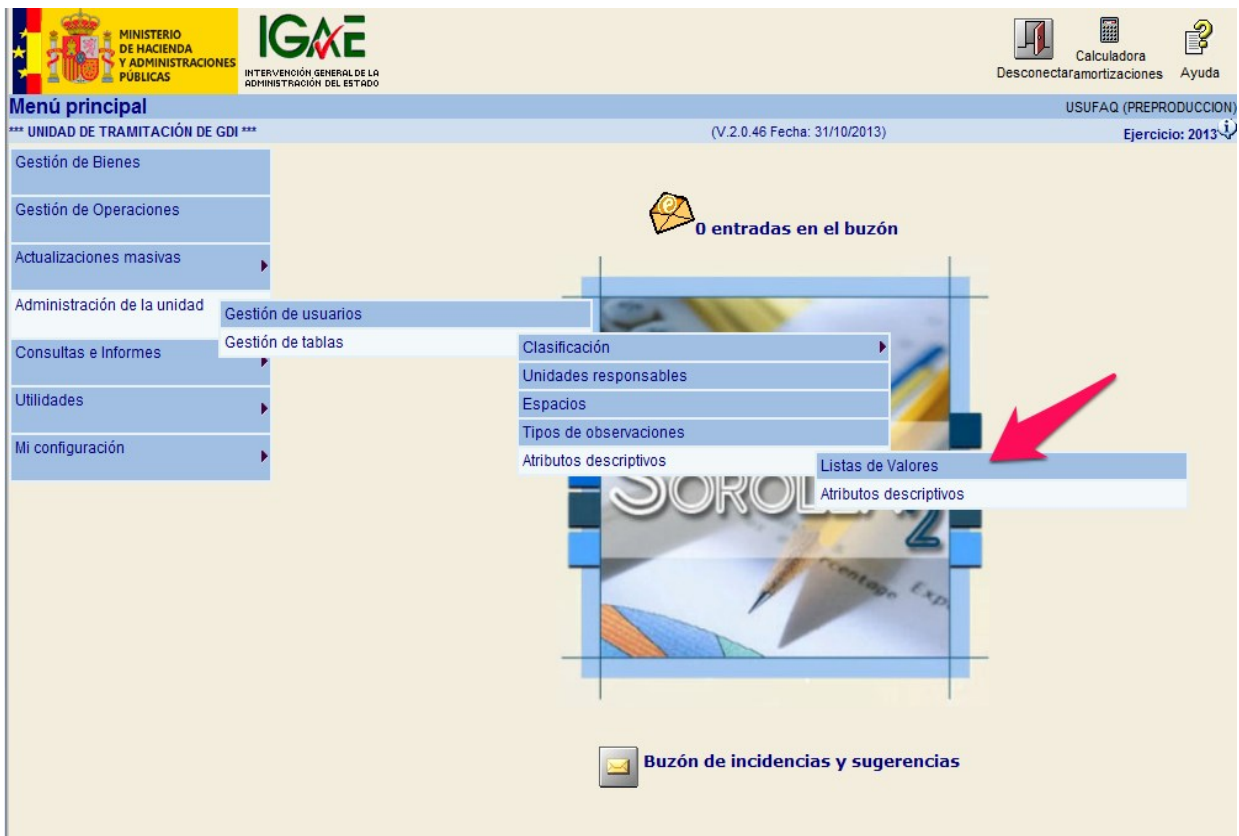 MINISTERIO
DE HACIENDA
Y ADMINISTRACIONES
PÚBLICAS
IGAE
INTERVENCIÓN GENERAL DE LA
ADMINISTRACIÓN DEL ESTADO
Desconectar
Calculadora
amortizaciones
Ayuda
Menú principal
USUFAQ (PREPRODUCCION)
*** UNIDAD DE TRAMITACIÓN DE GDI ***
(V.2.0.46 Fecha: 31/10/2013)
Ejercicio: 2013
Gestión de Bienes
Gestión de Operaciones
0 entradas en el buzón
Actualizaciones masivas
Administración de la unidad
Gestión de usuarios
Gestión de tablas
Clasificación
Consultas e Informes
Unidades responsables
Utilidades
Espacios
Tipos de observaciones
Mi configuración
Atributos descriptivos
Listas de Valores
Atributos descriptivos
2
Buzón de incidencias y sugerencias